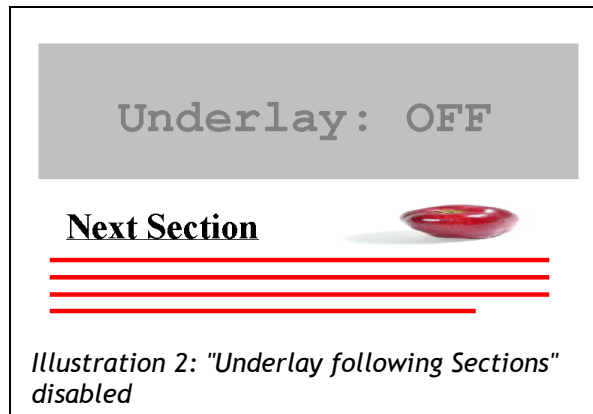 Underlay: OFF
Next Section
Illustration 2: "Underlay following Sections"
disabled